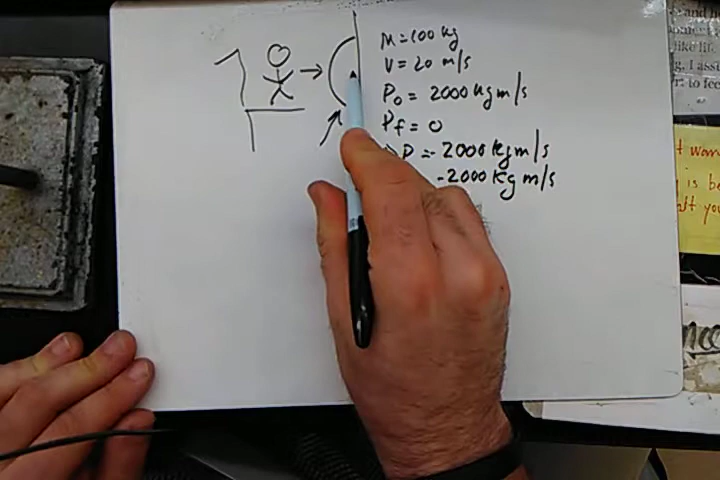 M=100 kg
V = 20 m/s
P₀ = 2000 kg m/s
Pf = 0
P = -2000 kg m/s
-2000 kg m/s